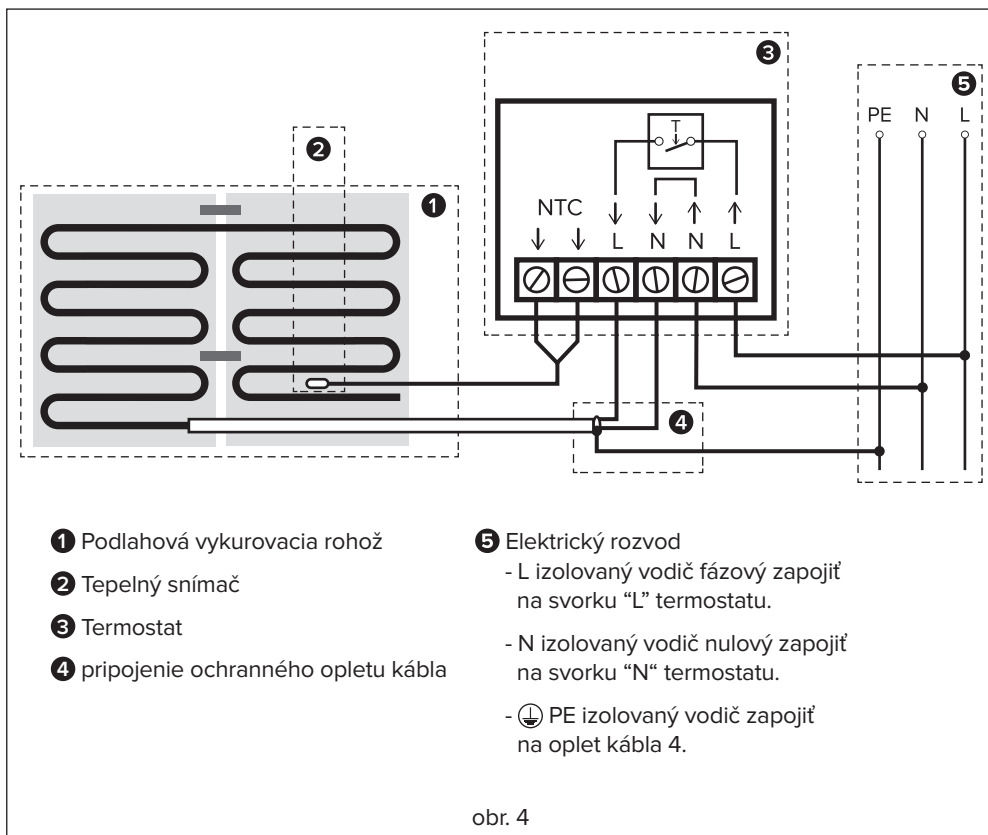 3
5
PE N L
2
T
1
NTC
L N N L
4
1 Podlahová vykurovacia rohož
2 Tepelný snímač
3 Termostat
4 pripojenie ochranného opletu kábla
5 Elektrický rozvod
- L izolovaný vodič fázový zapojiť
na svorku “L” termostatu.
- N izolovaný vodič nulový zapojiť
na svorku “N“ termostatu.
- PE izolovaný vodič zapojiť
na oplet kábla 4.
obr. 4